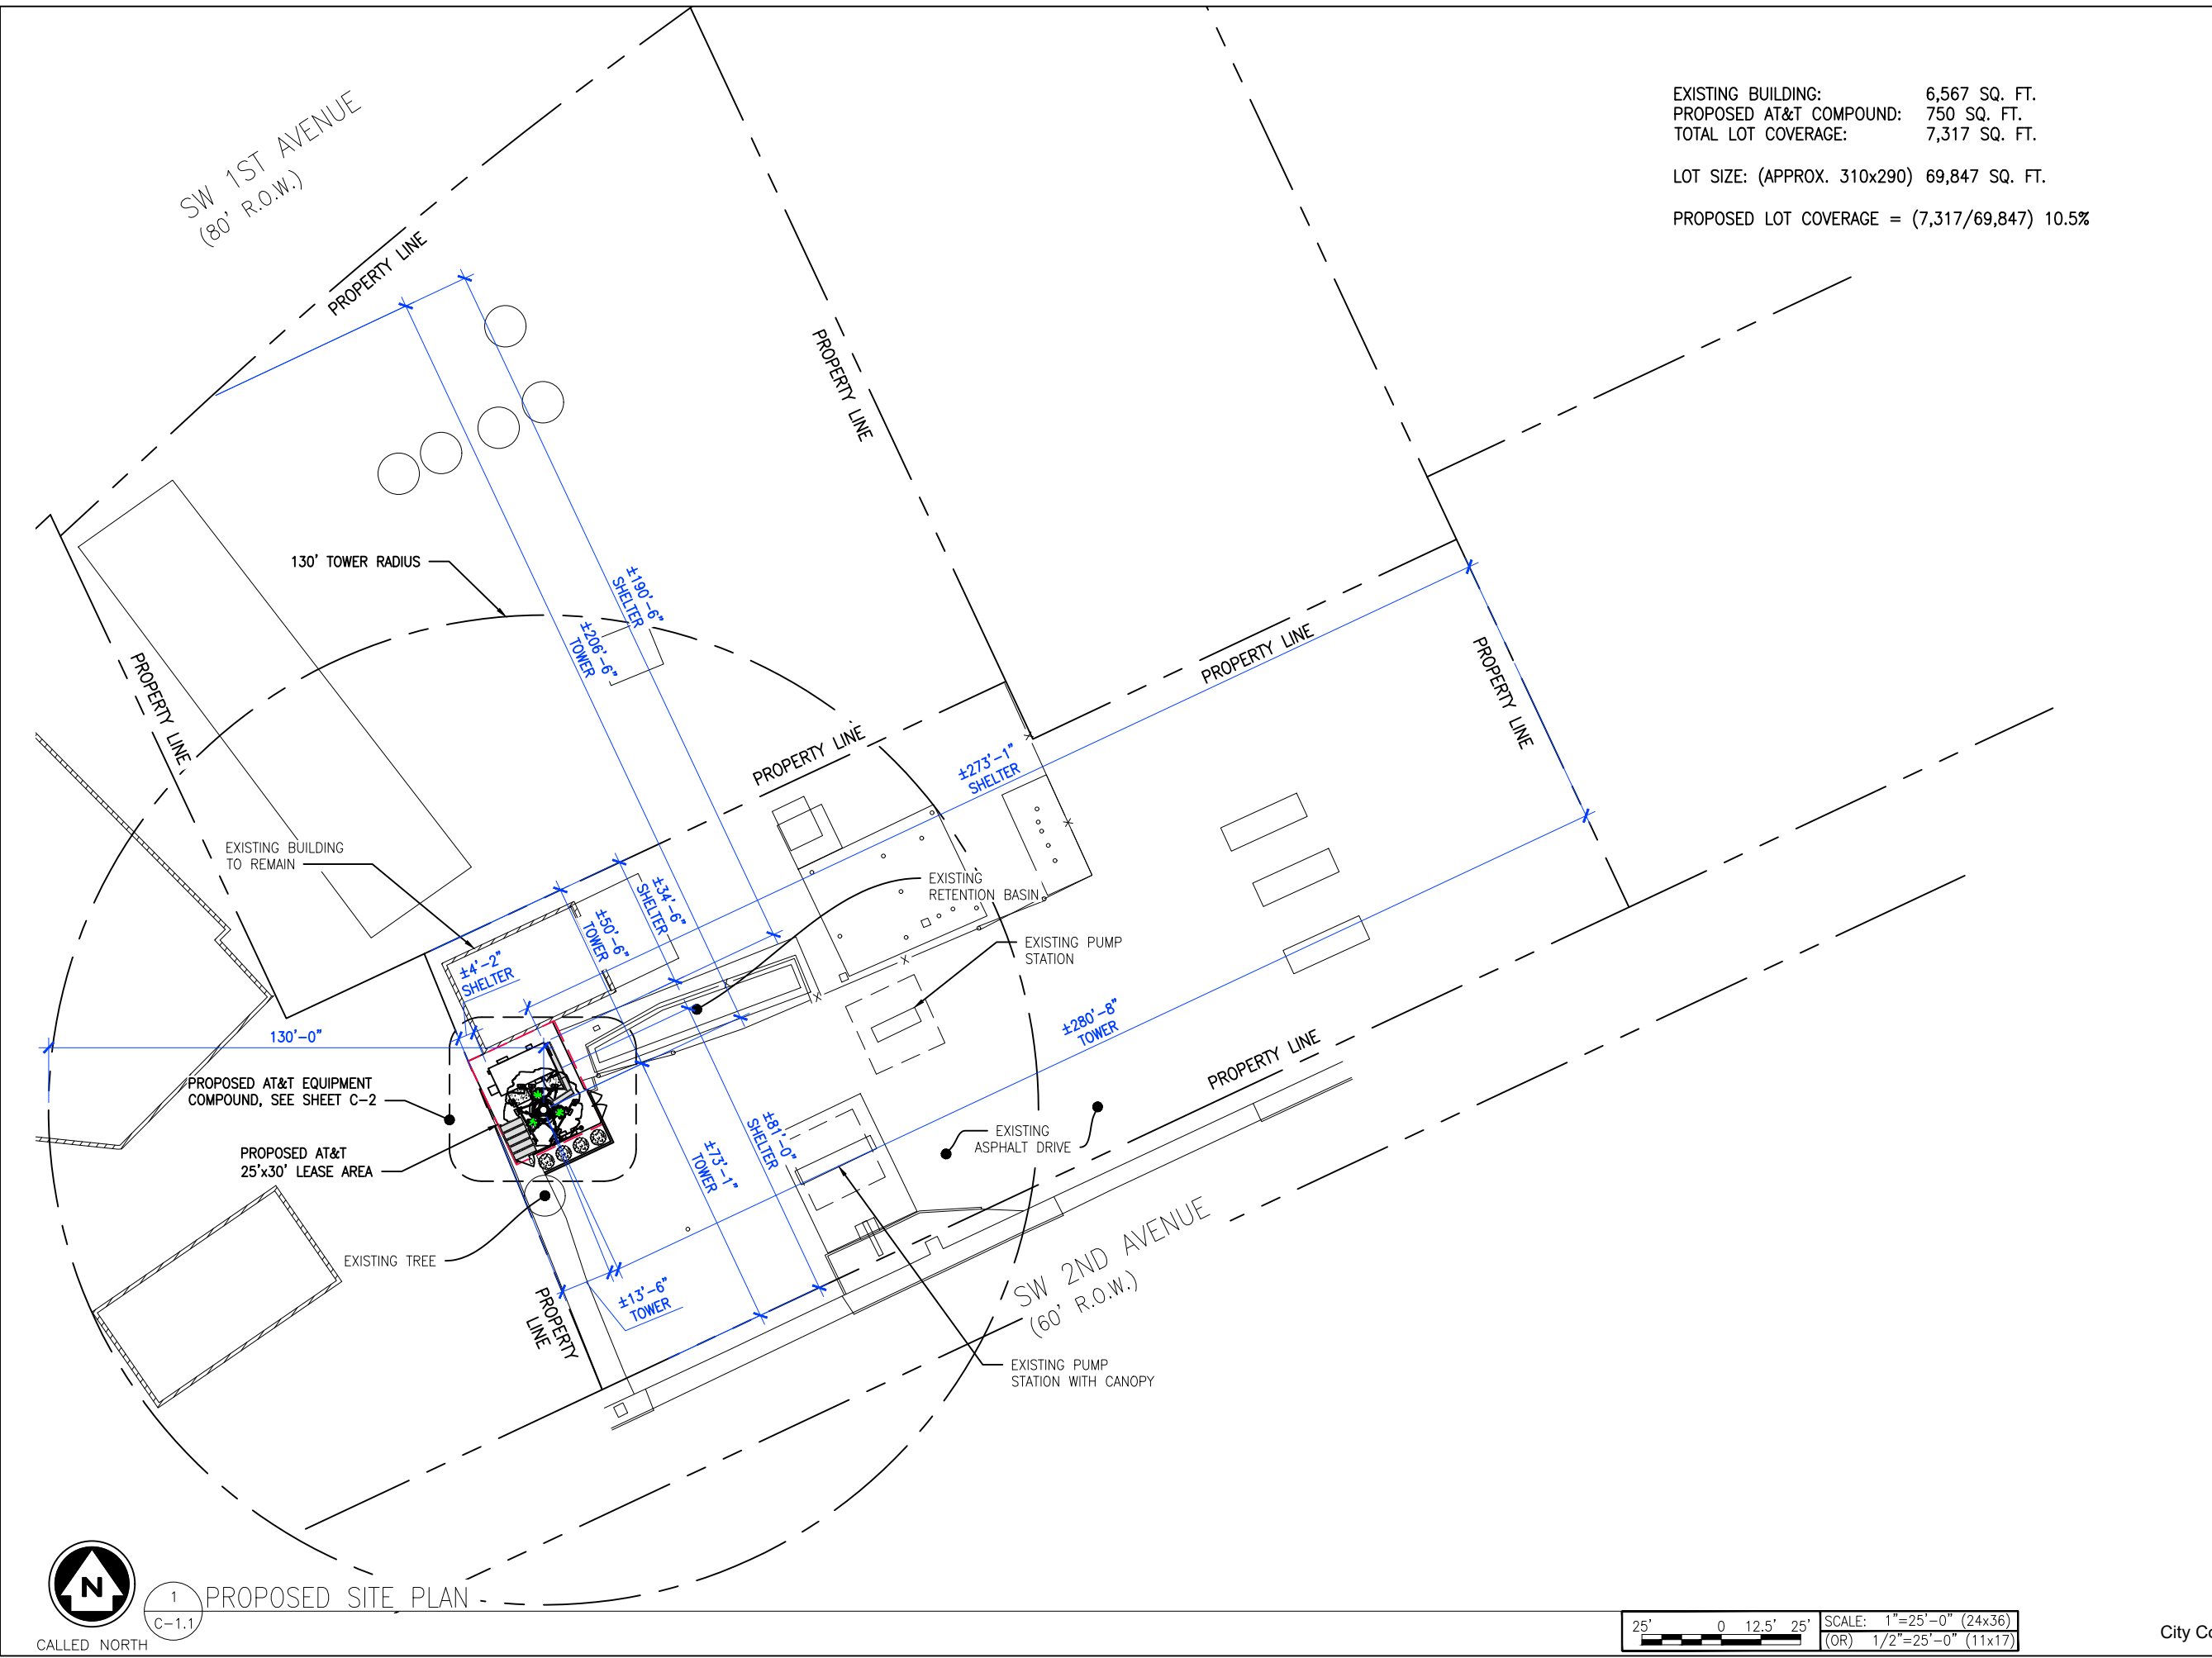 EXISTING BUILDING: 6,567 SQ. FT.
PROPOSED AT&T COMPOUND: 750 SQ. FT.
TOTAL LOT COVERAGE: 7,317 SQ. FT.
LOT SIZE: (APPROX. 310x290) 69,847 SQ. FT.
PROPOSED LOT COVERAGE = (7,317/69,847) 10.5%
SW 1ST AVENUE
(80' R.O.W.)
PROPERTY LINE
PROPERTY LINE
130' TOWER RADIUS
±190'-6"
SHELTER
±206'-6"
TOWER
PROPERTY LINE
PROPERTY LINE
PROPERTY LINE
PROPERTY LINE
±273'-1"
SHELTER
EXISTING BUILDING
TO REMAIN
±34'-6"
SHELTER
±50'-6"
TOWER
EXISTING
RETENTION BASIN
±4'-2"
SHELTER
EXISTING PUMP
STATION
130'-0"
±280'-8"
TOWER
PROPERTY LINE
PROPOSED AT&T EQUIPMENT
COMPOUND, SEE SHEET C-2
PROPOSED AT&T
25'x30' LEASE AREA
±81'-0"
SHELTER
±73'-1"
TOWER
EXISTING
ASPHALT DRIVE
EXISTING TREE
±13'-6"
TOWER
PROPERTY
LINE
SW 2ND AVENUE
(60' R.O.W.)
EXISTING PUMP
STATION WITH CANOPY
N
CALLED NORTH
1
C-1.1
PROPOSED SITE PLAN
25' 0 12.5' 25'
SCALE: 1"=25'-0" (24x36)
(OR) 1/2"=25'-0" (11x17)
City